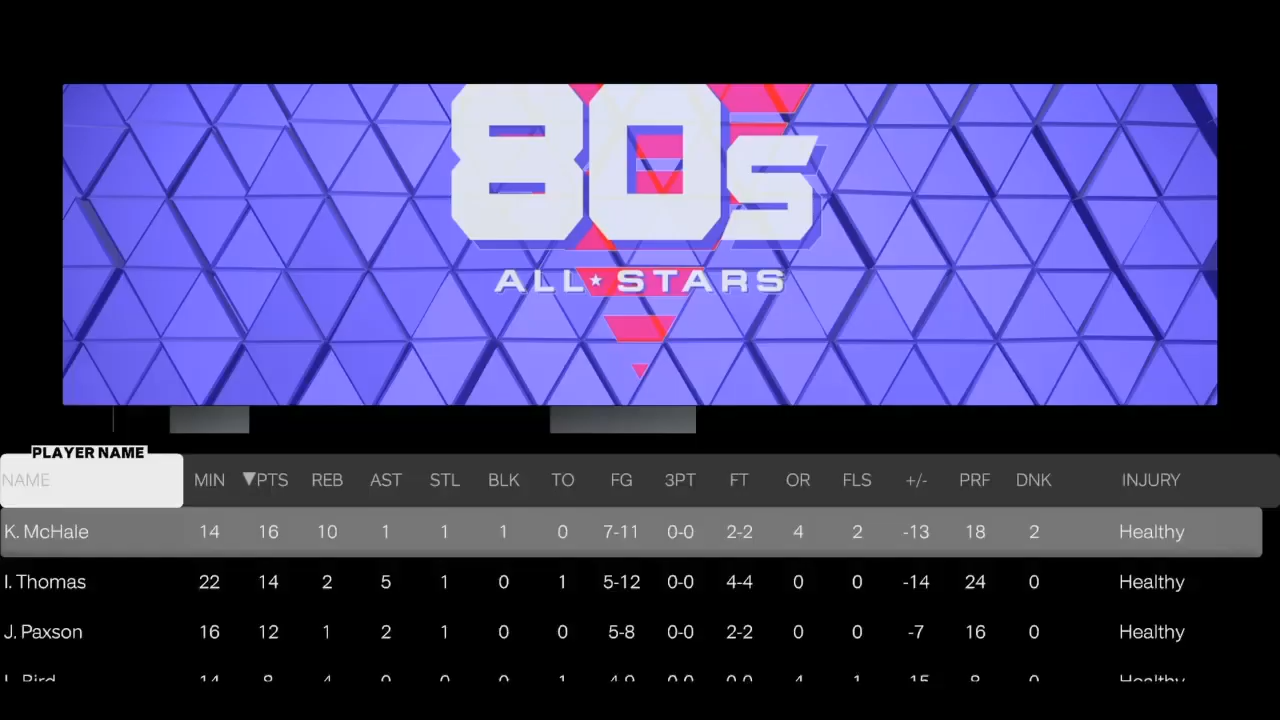 80s
ALL★STARS
PLAYER NAME
NAME MIN ▼PTS REB AST STL BLK TO FG 3PT FT OR FLS +/- PRF DNK INJURY
K. McHale 14 16 10 1 1 1 0 7-11 0-0 2-2 4 2 -13 18 2 Healthy
I. Thomas 22 14 2 5 1 0 1 5-12 0-0 4-4 0 0 -14 24 0 Healthy
J. Paxson 16 12 1 2 1 0 0 5-8 0-0 2-2 0 0 -7 16 0 Healthy